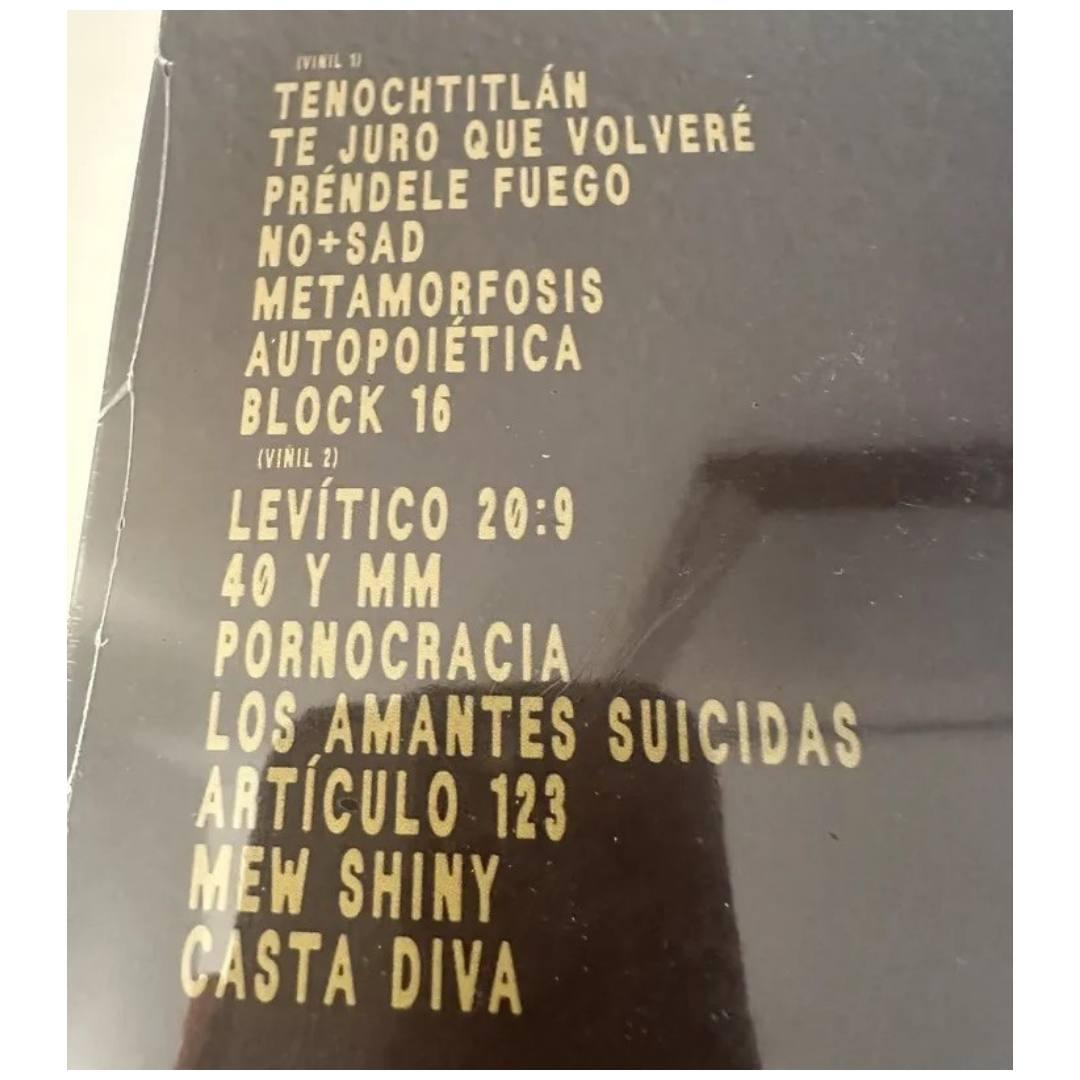 (VINIL 1)
TENOCHTITLÁN
TE JURO QUE VOLVERÉ
PRÉNDELE FUEGO
NO+SAD
METAMORFOSIS
AUTOPOIÉTICA
BLOCK 16
(VINIL 2)
LEVÍTICO 20:9
40 Y MM
PORNOCRACIA
LOS AMANTES SUICIDAS
ARTÍCULO 123
MEW SHINY
CASTA DIVA